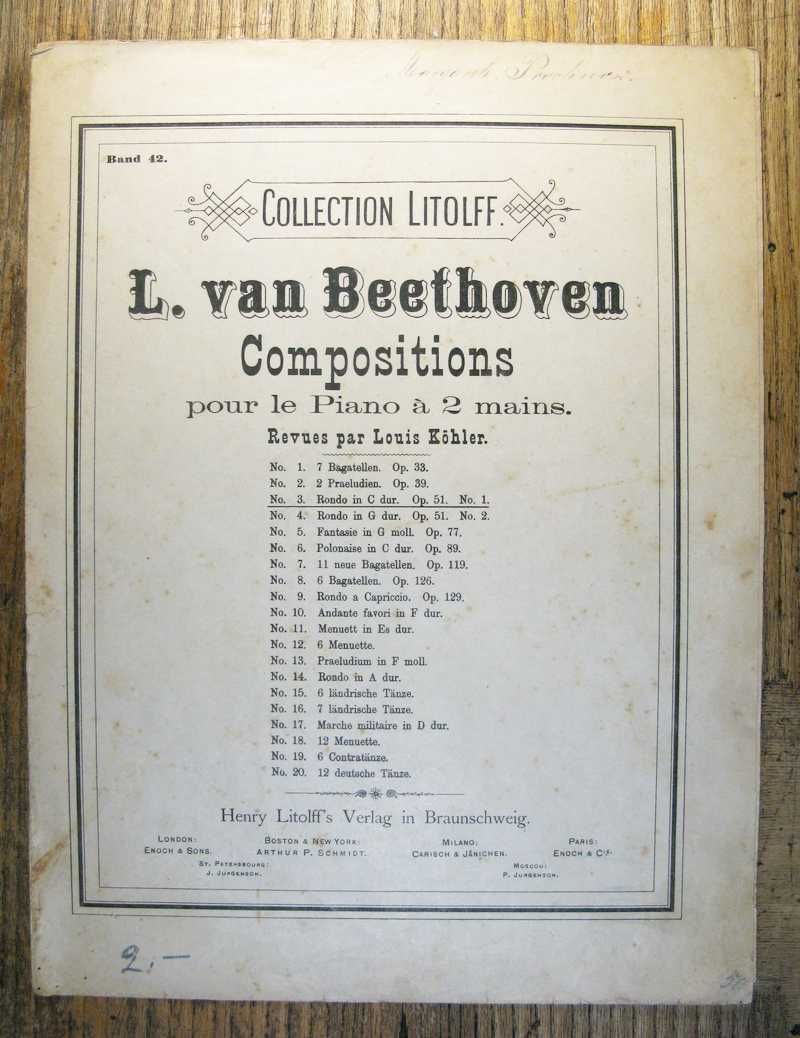 Band 42.
COLLECTION LITOLFF.
L. van Beethoven
Compositions
pour le Piano à 2 mains.
Revues par Louis Köhler.
No. 1. 7 Bagatellen. Op. 33.
No. 2. 2 Praeludien. Op. 39.
No. 3. Rondo in C dur. Op. 51. No. 1.
No. 4. Rondo in G dur. Op. 51. No. 2.
No. 5. Fantasie in G moll. Op. 77.
No. 6. Polonaise in C dur. Op. 89.
No. 7. 11 neue Bagatellen. Op. 119.
No. 8. 6 Bagatellen. Op. 126.
No. 9. Rondo a Capriccio. Op. 129.
No. 10. Andante favori in F dur.
No. 11. Menuett in Es dur.
No. 12. 6 Menuette.
No. 13. Praeludium in F moll.
No. 14. Rondo in A dur.
No. 15. 6 ländrische Tänze.
No. 16. 7 ländrische Tänze.
No. 17. Marche militaire in D dur.
No. 18. 12 Menuette.
No. 19. 6 Contratänze.
No. 20. 12 deutsche Tänze.
Henry Litolff's Verlag in Braunschweig.
LONDON: BOSTON & NEW YORK: MILANO: PARIS:
ENOCH & SONS. ARTHUR P. SCHMIDT. CARISCH & JÄNICHEN. ENOCH & CIE.
ST. PETERSBOURG: MOSCOU:
J. JURGENSON. P. JURGENSON.
2.—